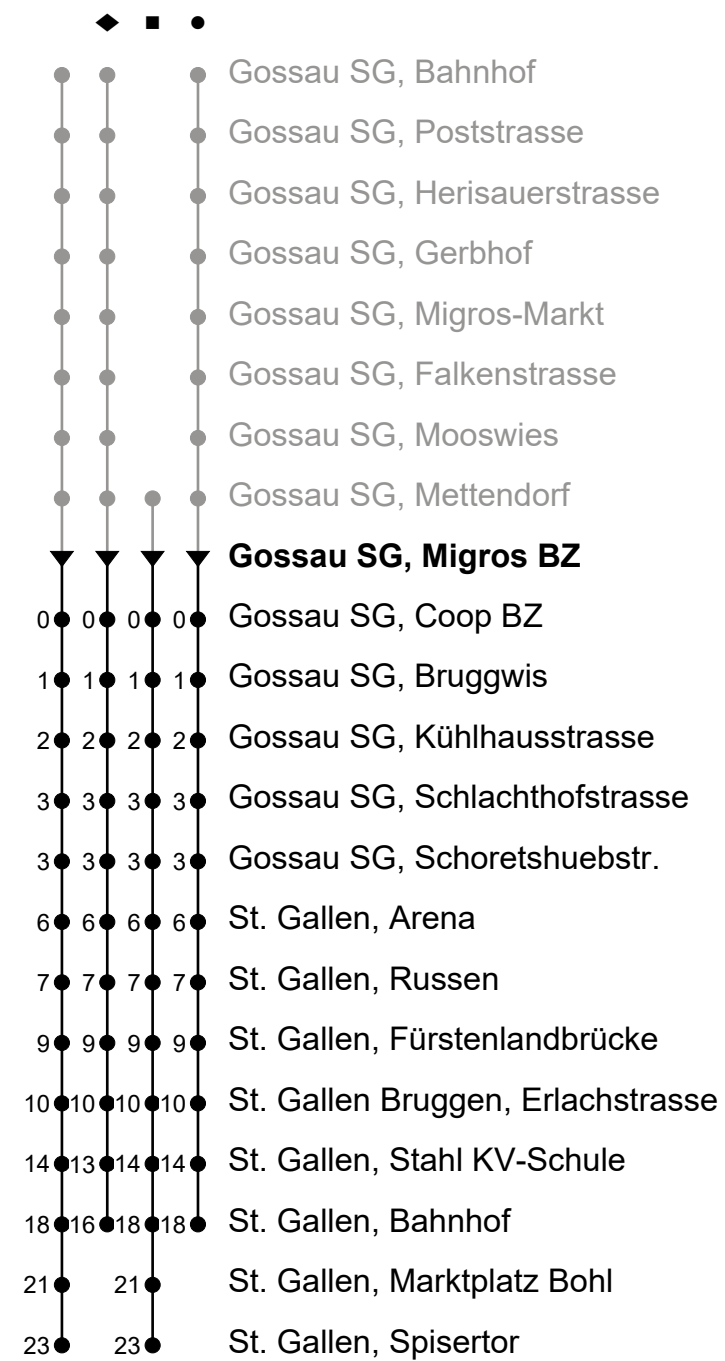 Gossau SG, Bahnhof
Gossau SG, Poststrasse
Gossau SG, Herisauerstrasse
Gossau SG, Gerbhof
Gossau SG, Migros-Markt
Gossau SG, Falkenstrasse
Gossau SG, Mooswies
Gossau SG, Mettendorf
Gossau SG, Migros BZ
0 0 0 0 Gossau SG, Coop BZ
1 1 1 1 Gossau SG, Bruggwis
2 2 2 2 Gossau SG, Kühlhausstrasse
3 3 3 3 Gossau SG, Schlachthofstrasse
3 3 3 3 Gossau SG, Schoretshuebstr.
6 6 6 6 St. Gallen, Arena
7 7 7 7 St. Gallen, Russen
9 9 9 9 St. Gallen, Fürstenlandbrücke
10 10 10 10 St. Gallen Bruggen, Erlachstrasse
14 13 14 14 St. Gallen, Stahl KV-Schule
18 16 18 18 St. Gallen, Bahnhof
21 21 St. Gallen, Marktplatz Bohl
23 23 St. Gallen, Spisertor